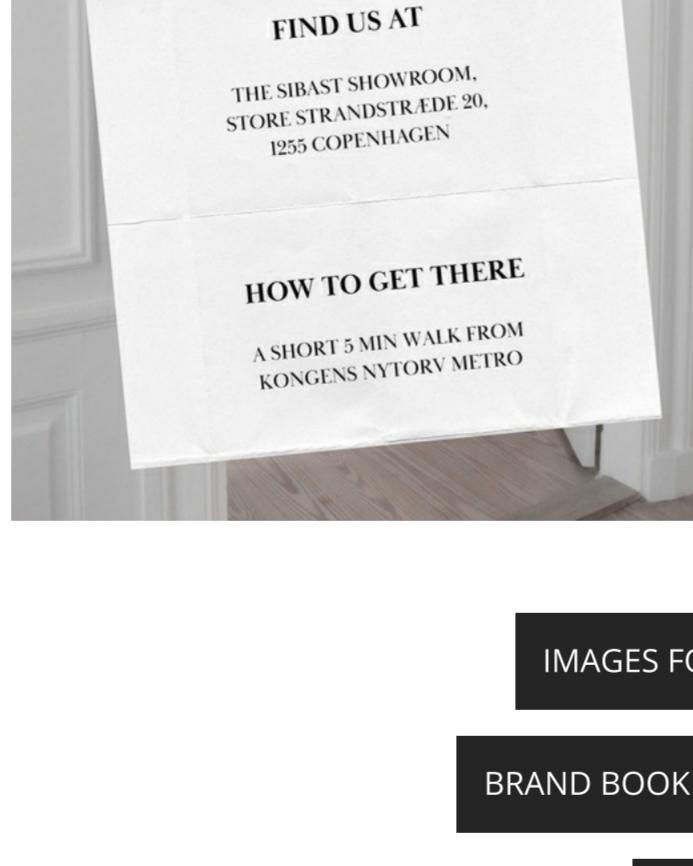 FIND US AT
THE SIBAST SHOWROOM,
STORE STRANDSTRÆDE 20,
1255 COPENHAGEN
HOW TO GET THERE
A SHORT 5 MIN WALK FROM
KONGENS NYTORV METRO
IMAGES
BRAND BOOK